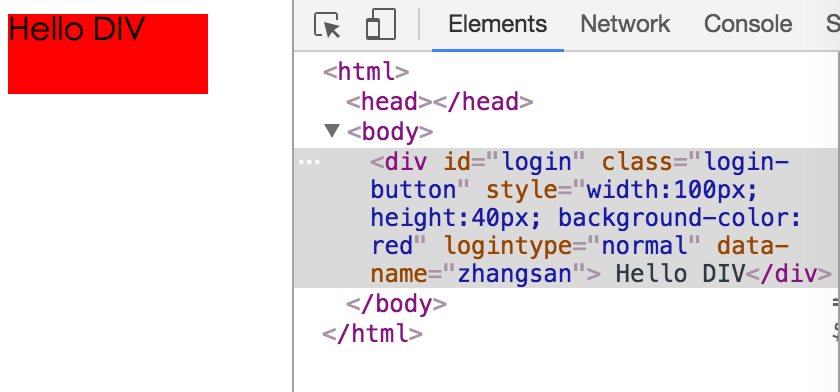 Hello DIV
Elements Network Console S
<html>
<head></head>
<body>
<div id="login" class="login-
button" style="width:100px;
height:40px; background-color:
red" logintype="normal" data-
name="zhangsan"> Hello DIV</div>
</body>
</html>